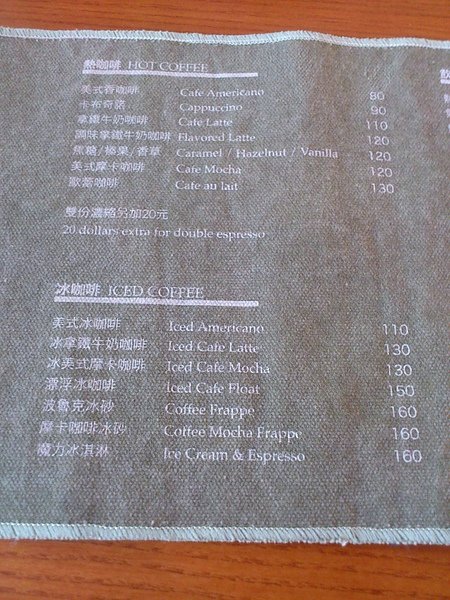 熱咖啡 HOT COFFEE
美式香咖啡 Cafe Americano 80
卡布奇諾 Cappuccino 90
拿鐵牛奶咖啡 Cafe Latte 110
調味拿鐵牛奶咖啡 Flavored Latte 120
焦糖/榛果/香草 Caramel / Hazelnut / Vanilla 120
美式摩卡咖啡 Cafe Mocha 120
歐蕾咖啡 Cafe au lait 130
雙份濃縮另加20元
20 dollars extra for double espresso
冰咖啡 ICED COFFEE
美式冰咖啡 Iced Americano 110
冰拿鐵牛奶咖啡 Iced Cafe Latte 130
冰美式摩卡咖啡 Iced Cafe Mocha 130
漂浮冰咖啡 Iced Cafe Float 150
波魯克冰砂 Coffee Frappe 160
摩卡咖啡冰砂 Coffee Mocha Frappe 160
魔力冰淇淋 Ice Cream & Espresso 160